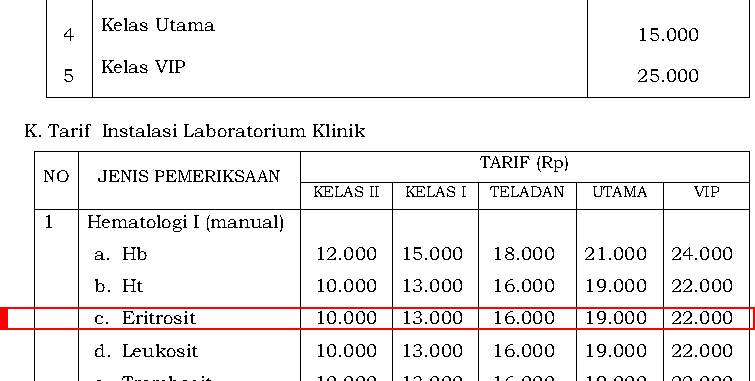 4 Kelas Utama 15.000
5 Kelas VIP 25.000
K. Tarif Instalasi Laboratorium Klinik
NO JENIS PEMERIKSAAN TARIF (Rp)
KELAS II KELAS I TELADAN UTAMA VIP
1 Hematologi I (manual)
a. Hb 12.000 15.000 18.000 21.000 24.000
b. Ht 10.000 13.000 16.000 19.000 22.000
c. Eritrosit 10.000 13.000 16.000 19.000 22.000
d. Leukosit 10.000 13.000 16.000 19.000 22.000